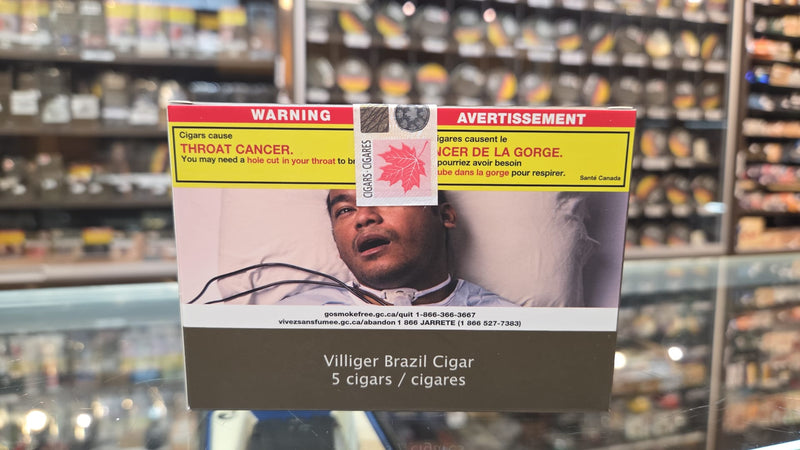 WARNING
AVERTISSEMENT
Cigars cause
THROAT CANCER.
You may need a hole cut in your throat to br
igares causent le
NCER DE LA GORGE.
pourriez avoir besoin
ube dans la gorge pour respirer.
Santé Canada
CIGARS · CIGARES
gosmokefree.gc.ca/quit 1-866-366-3667
vivezsansfumee.gc.ca/abandon 1 866 JARRETE (1 866 527-7383)
Villiger Brazil Cigar
5 cigars / cigares